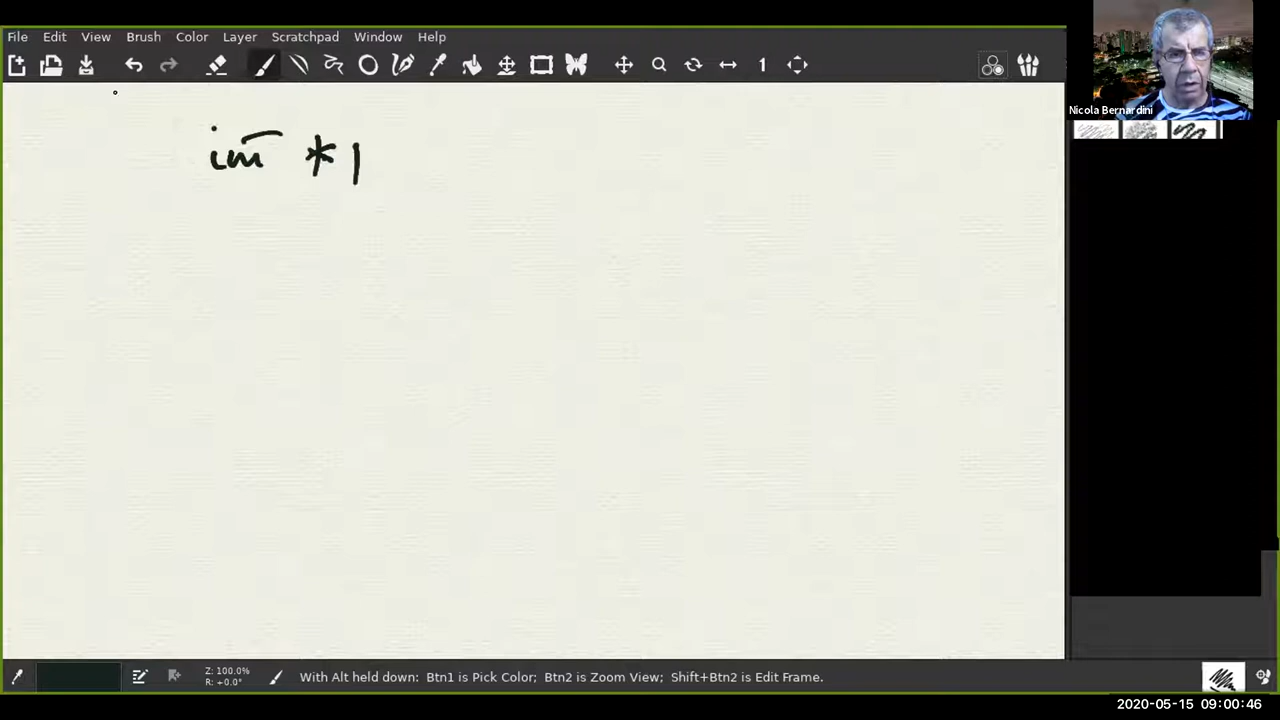 File Edit View Brush Color Layer Scratchpad Window Help
1
Nicola Bernardini
Z: 100.0%
R: +0.0°
With Alt held down: Btn1 is Pick Color; Btn2 is Zoom View; Shift+Btn2 is Edit Frame.
2020-05-15 09:00:46